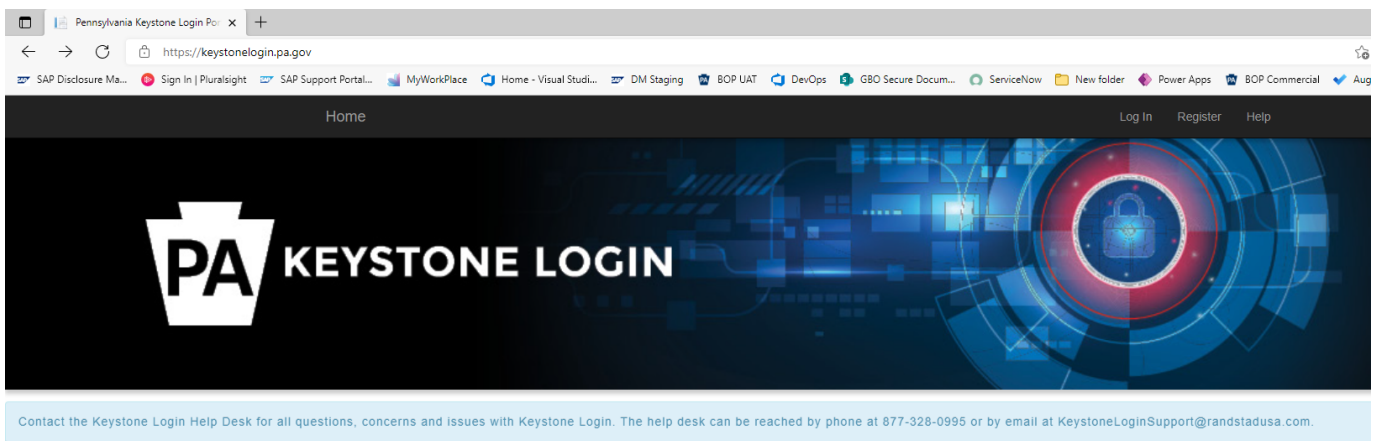 Pennsylvania Keystone Login Por
https://keystonelogin.pa.gov
SAP Disclosure Ma... Sign In | Pluralsight SAP Support Portal... MyWorkPlace Home - Visual Studi... DM Staging BOP UAT DevOps GBO Secure Docum... ServiceNow New folder Power Apps BOP Commercial Aug
Home Log In Register Help
PA KEYSTONE LOGIN
Contact the Keystone Login Help Desk for all questions, concerns and issues with Keystone Login. The help desk can be reached by phone at 877-328-0995 or by email at KeystoneLoginSupport@randstadusa.com.